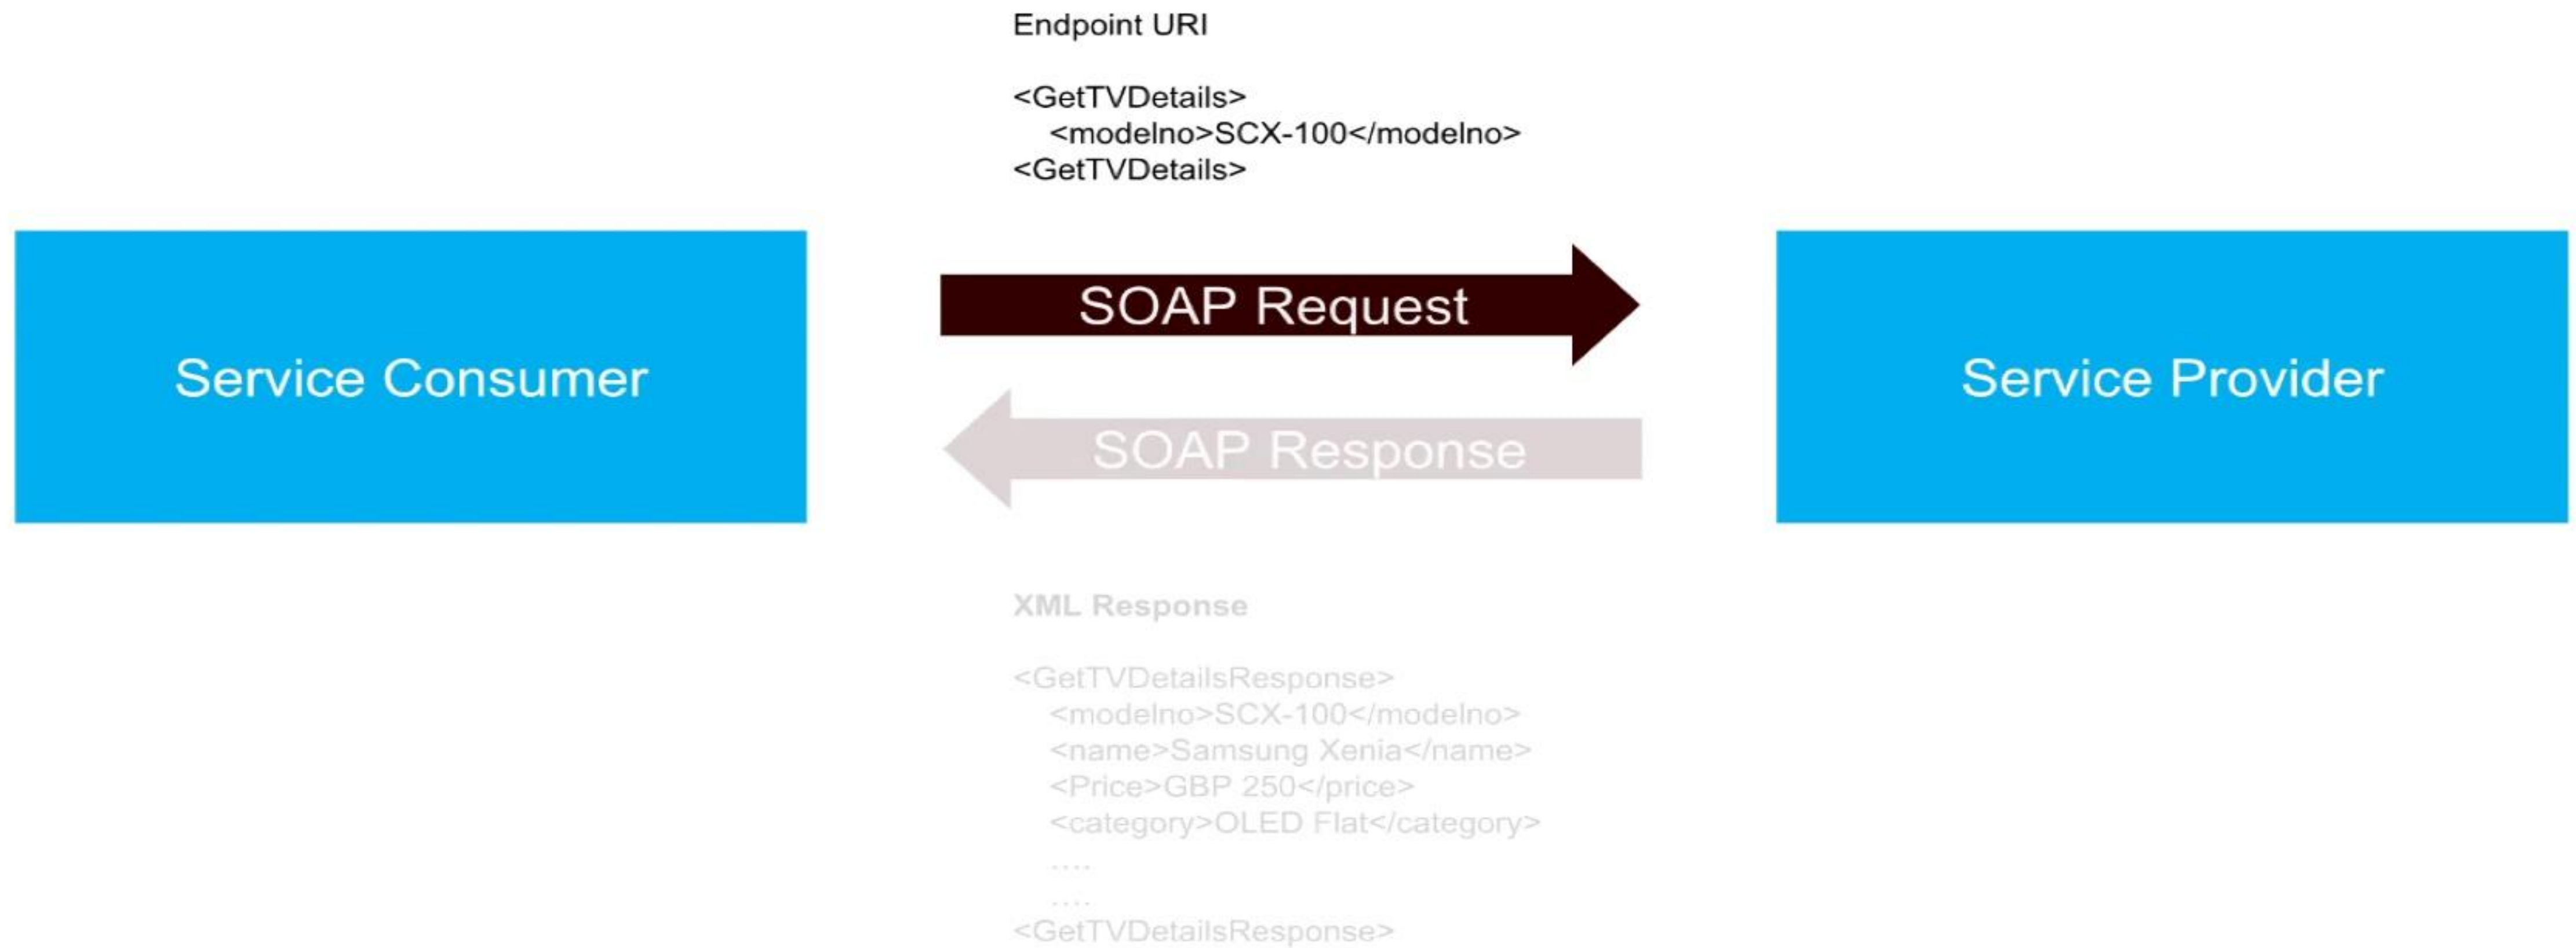 Endpoint URI
<GetTVDetails>
<modelno>SCX-100</modelno>
<GetTVDetails>
Service Consumer
SOAP Request
SOAP Response
Service Provider
XML Response
<GetTVDetailsResponse>
<modelno>SCX-100</modelno>
<name>Samsung Xenia</name>
<Price>GBP 250</price>
<category>OLED Flat</category>
....
....
<GetTVDetailsResponse>